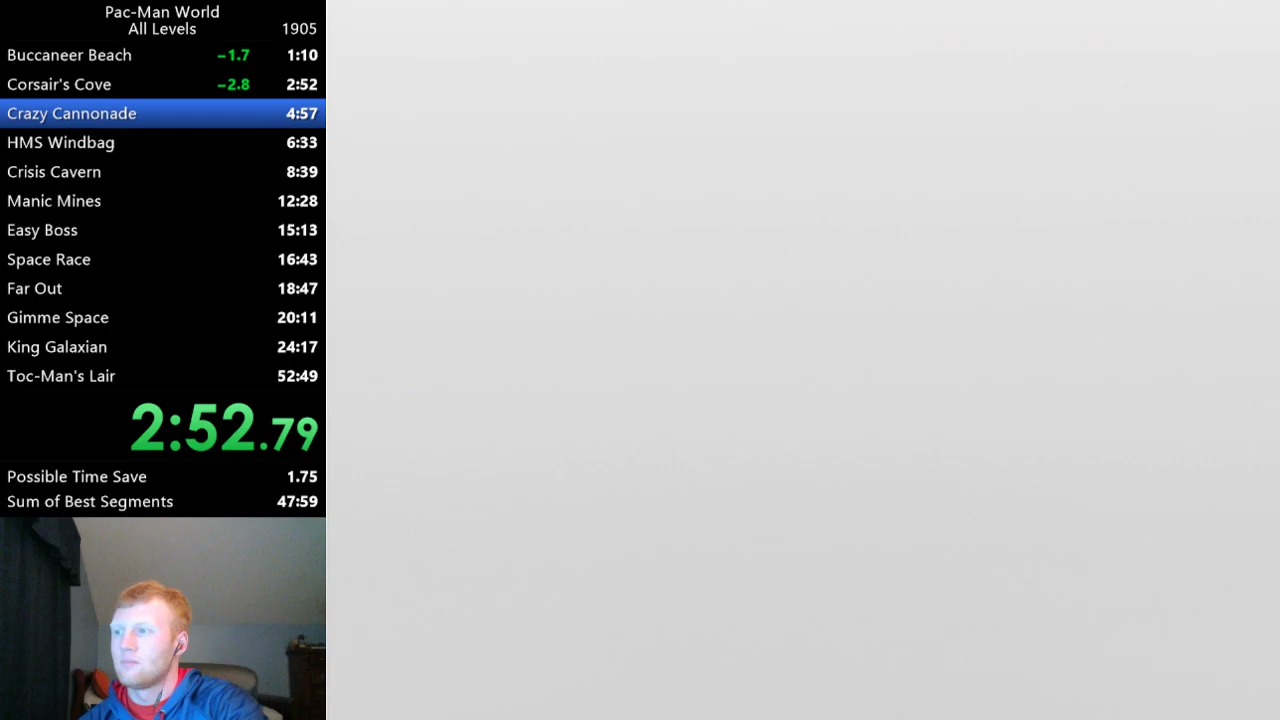 Pac-Man World
All Levels 1905
Buccaneer Beach −1.7 1:10
Corsair's Cove −2.8 2:52
Crazy Cannonade 4:57
HMS Windbag 6:33
Crisis Cavern 8:39
Manic Mines 12:28
Easy Boss 15:13
Space Race 16:43
Far Out 18:47
Gimme Space 20:11
King Galaxian 24:17
Toc-Man's Lair 52:49
2:52.79
Possible Time Save 1.75
Sum of Best Segments 47:59